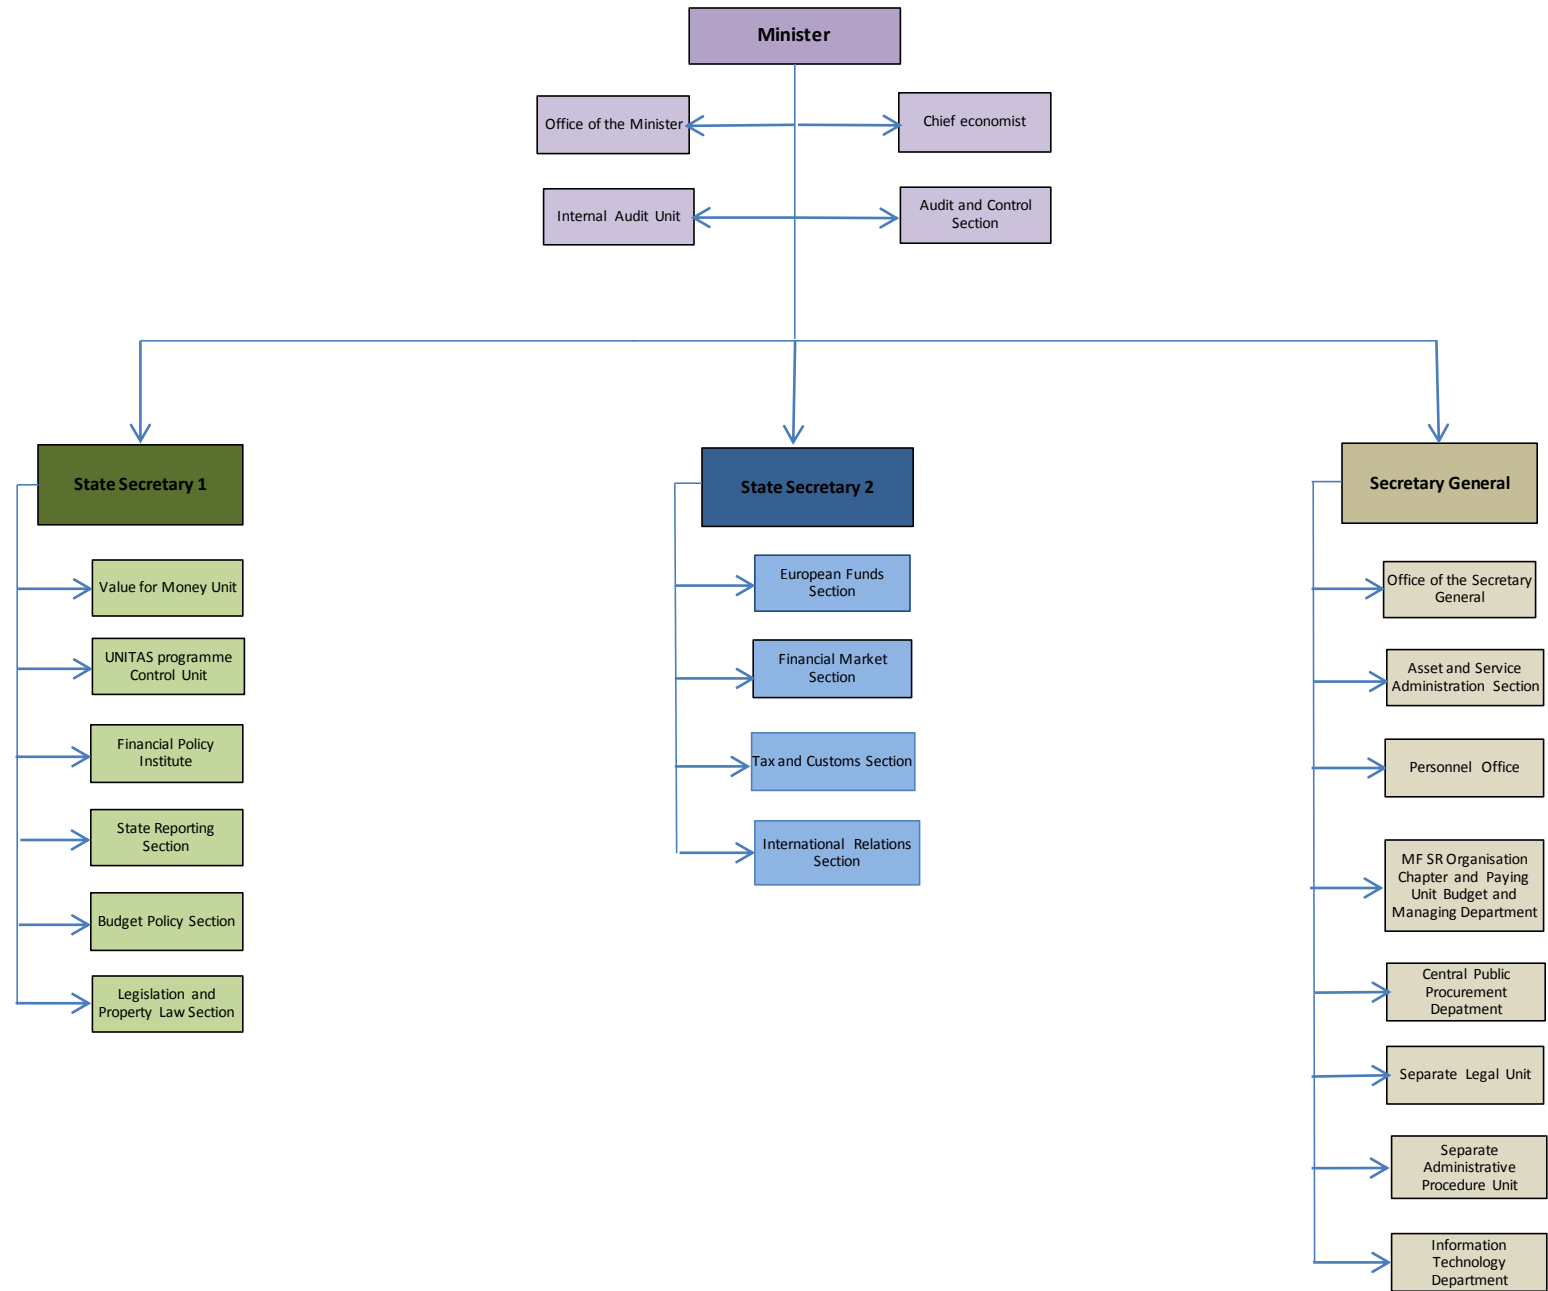 Minister
Office of the Minister
Chief economist
Internal Audit Unit
Audit and Control
Section
State Secretary 1
State Secretary 2
Secretary General
Value for Money Unit
UNITAS programme
Control Unit
Financial Policy
Institute
State Reporting
Section
Budget Policy Section
Legislation and
Property Law Section
European Funds
Section
Financial Market
Section
Tax and Customs Section
International Relations
Section
Office of the Secretary
General
Asset and Service
Administration Section
Personnel Office
MF SR Organisation
Chapter and Paying
Unit Budget and
Managing Department
Central Public
Procurement
Depatment
Separate Legal Unit
Separate
Administrative
Procedure Unit
Information
Technology
Department